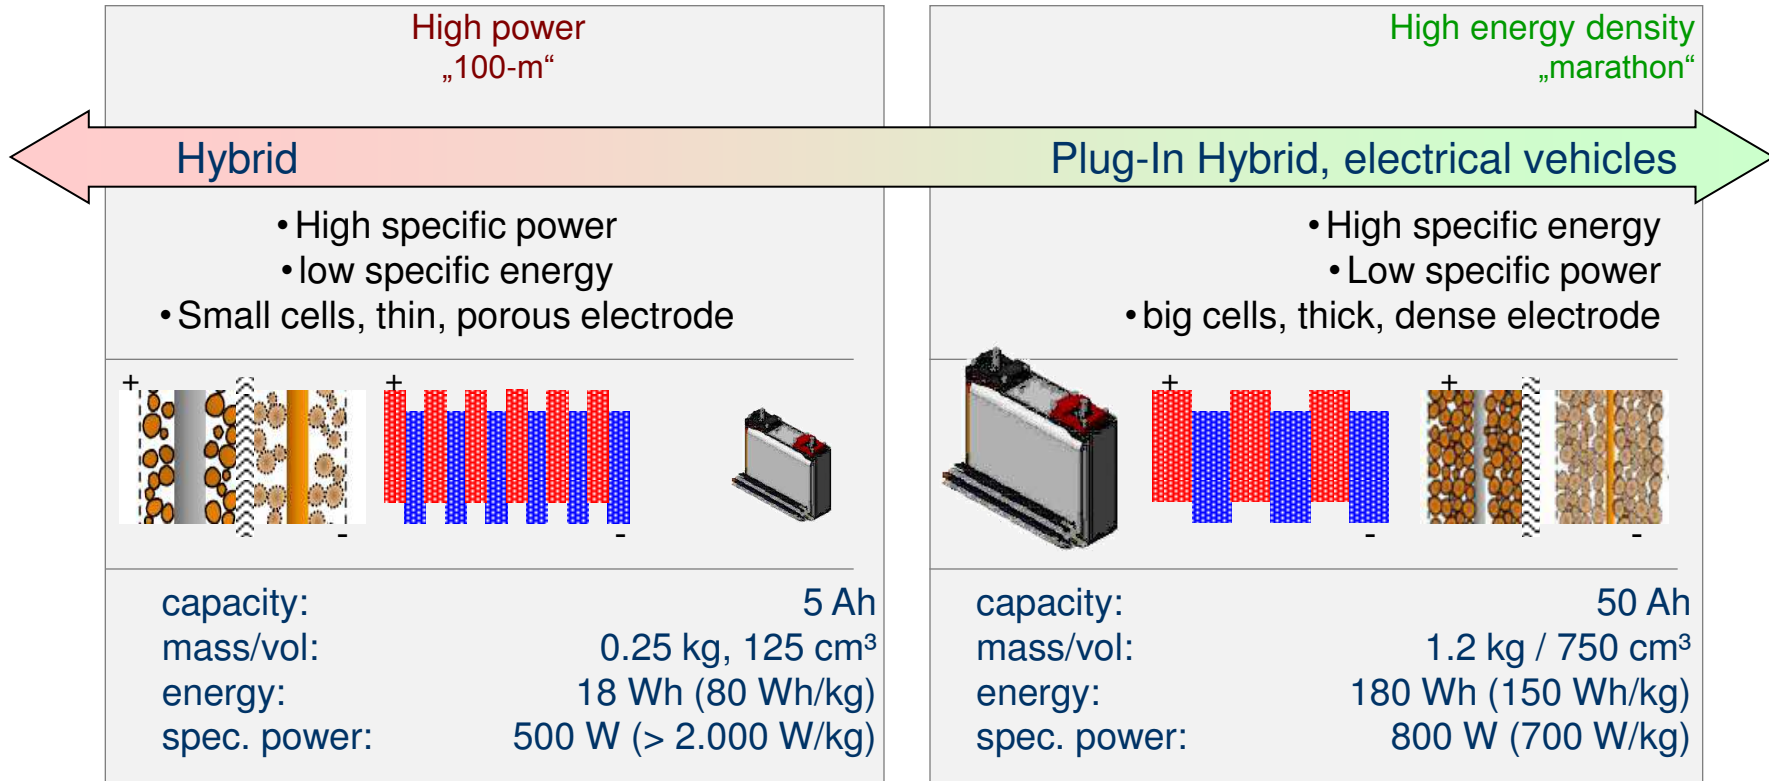 High power
„100-m“
Hybrid
•High specific power
•low specific energy
•Small cells, thin, porous electrode
+
+
-
-
capacity: 5 Ah
mass/vol: 0.25 kg, 125 cm³
energy: 18 Wh (80 Wh/kg)
spec. power: 500 W (> 2.000 W/kg)
High energy density
„marathon“
Plug-In Hybrid, electrical vehicles
•High specific energy
•Low specific power
•big cells, thick, dense electrode
+
+
-
-
capacity: 50 Ah
mass/vol: 1.2 kg / 750 cm³
energy: 180 Wh (150 Wh/kg)
spec. power: 800 W (700 W/kg)